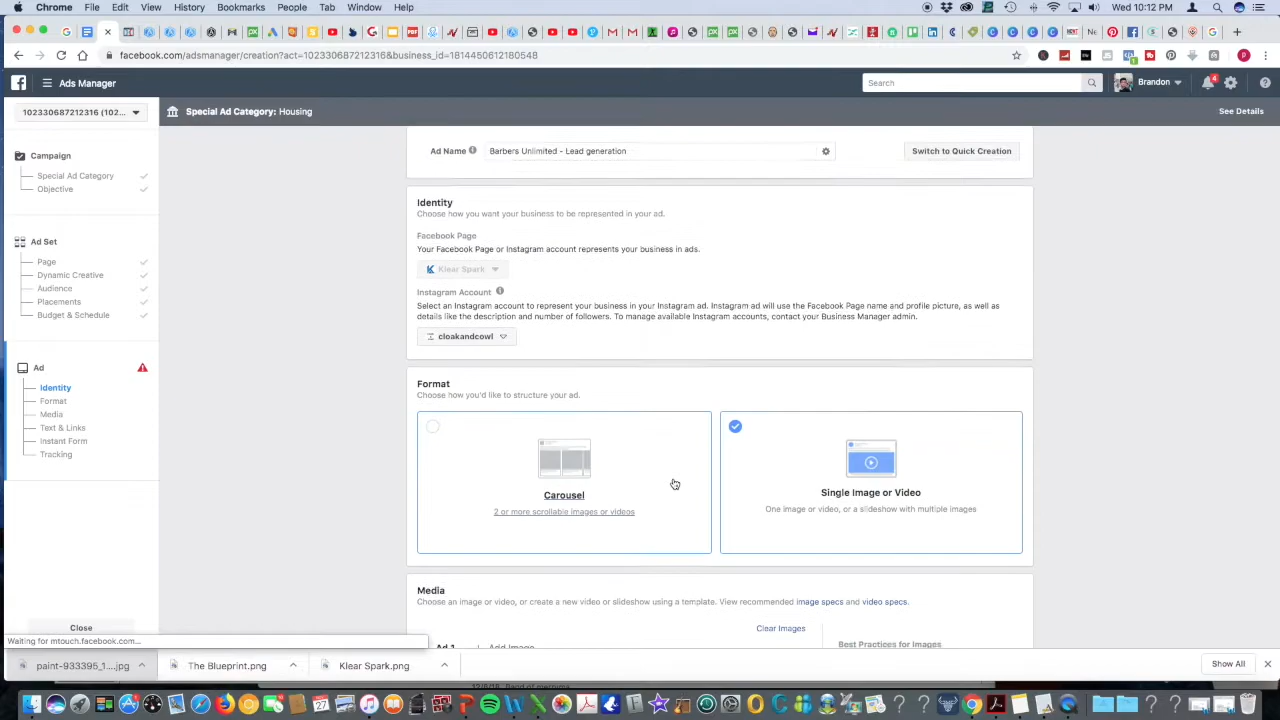 Chrome File Edit View History Bookmarks People Tab Window Help
Wed 10:12 PM
facebook.com/adsmanager/creation?act=102330687212316&business_id=1814450612180548
Ads Manager
Search
Brandon
4
102330687212316 (102...
Special Ad Category: Housing
See Details
Campaign
Special Ad Category
Objective
Ad Set
Page
Dynamic Creative
Audience
Placements
Budget & Schedule
Ad
Identity
Format
Media
Text & Links
Instant Form
Tracking
Close
Ad Name
Barbers Unlimited - Lead generation
Switch to Quick Creation
Identity
Choose how you want your business to be represented in your ad.
Facebook Page
Your Facebook Page or Instagram account represents your business in ads.
Klear Spark
Instagram Account
Select an Instagram account to represent your business in your Instagram ad. Instagram ad will use the Facebook Page name and profile picture, as well as
details like the description and number of followers. To manage available Instagram accounts, contact your Business Manager admin.
cloakandcowl
Format
Choose how you'd like to structure your ad.
Carousel
2 or more scrollable images or videos
Single Image or Video
One image or video, or a slideshow with multiple images
Media
Choose an image or video, or create a new video or slideshow using a template. View recommended image specs and video specs.
Clear Images
Ad 1
Add Image
Best Practices for Images
Waiting for mtouch.facebook.com...
paint-933395_1....jpg
The Blueprint.png
Klear Spark.png
Show All